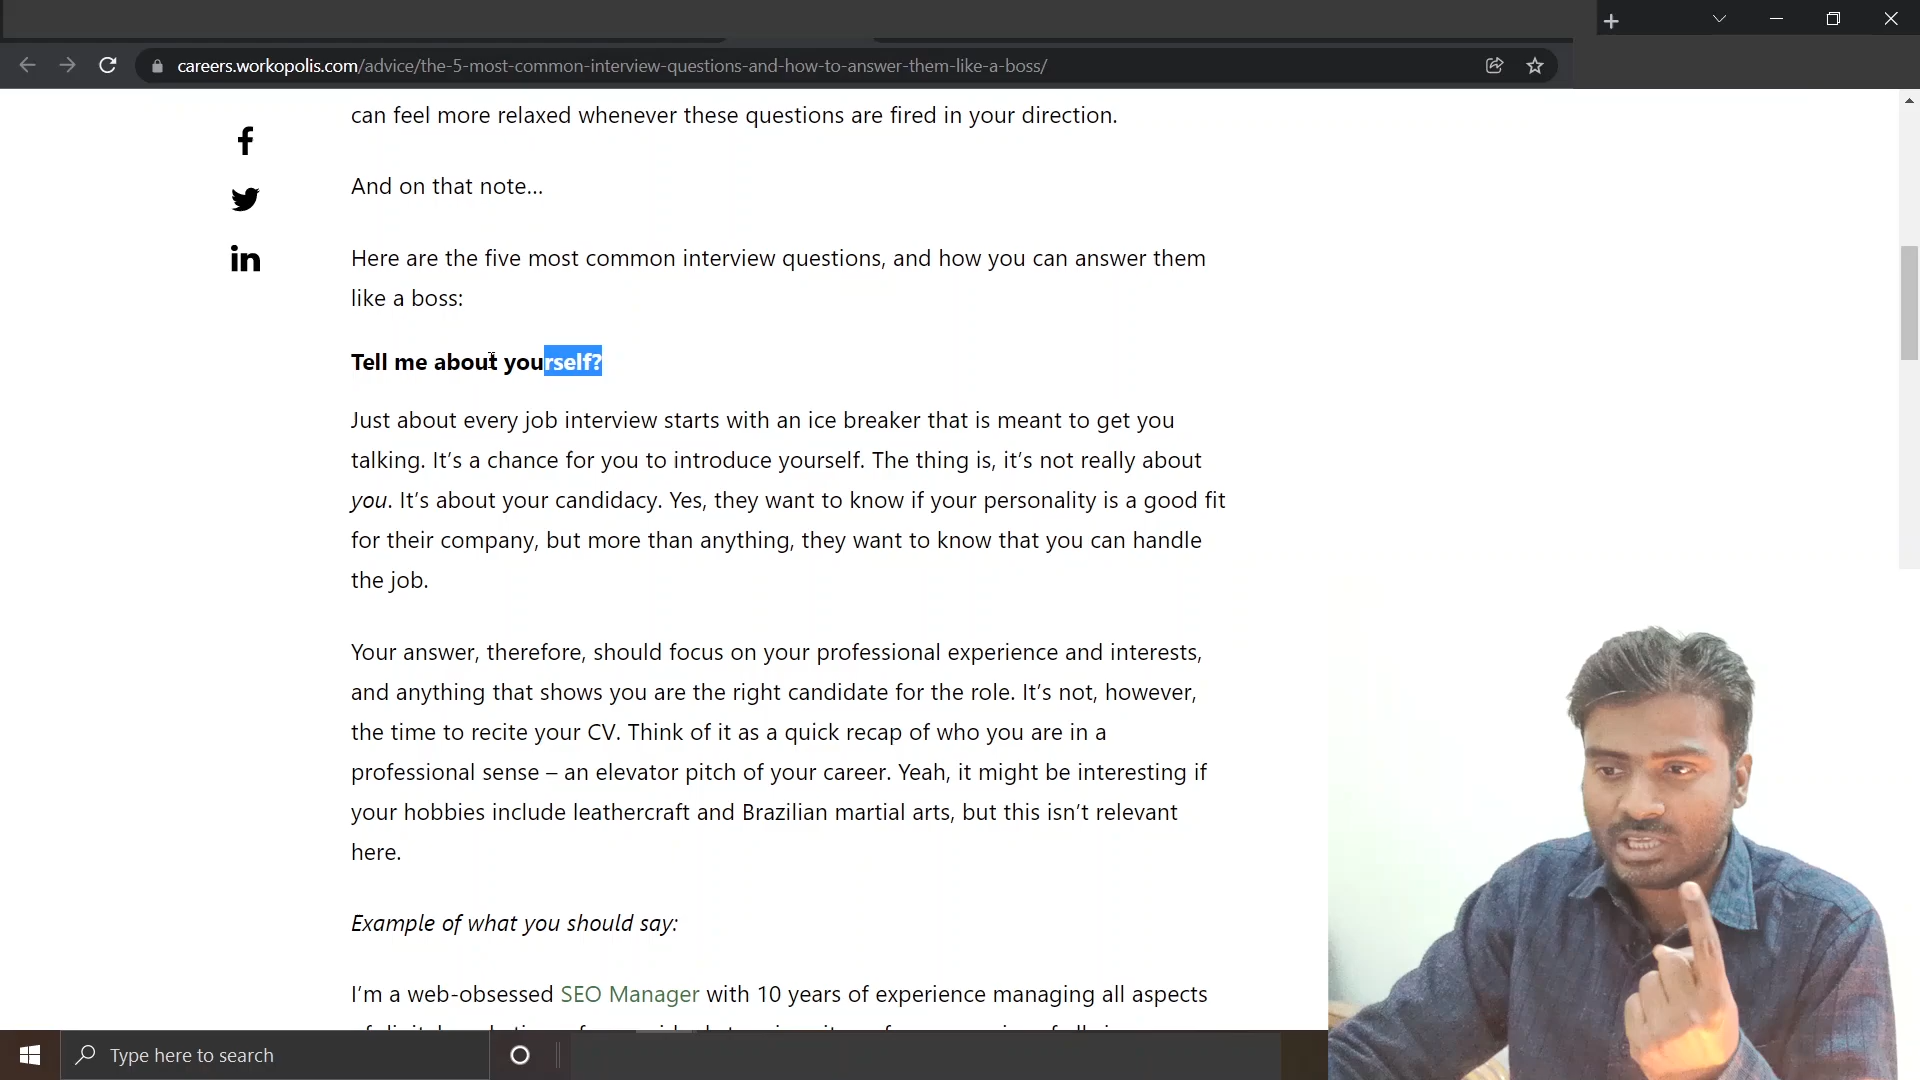 careers.workopolis.com/advice/the-5-most-common-interview-questions-and-how-to-answer-them-like-a-boss/
can feel more relaxed whenever these questions are fired in your direction.
And on that note...
Here are the five most common interview questions, and how you can answer them
like a boss:
Tell me about yourself?
Just about every job interview starts with an ice breaker that is meant to get you
talking. It’s a chance for you to introduce yourself. The thing is, it’s not really about
you. It’s about your candidacy. Yes, they want to know if your personality is a good fit
for their company, but more than anything, they want to know that you can handle
the job.
Your answer, therefore, should focus on your professional experience and interests,
and anything that shows you are the right candidate for the role. It’s not, however,
the time to recite your CV. Think of it as a quick recap of who you are in a
professional sense – an elevator pitch of your career. Yeah, it might be interesting if
your hobbies include leathercraft and Brazilian martial arts, but this isn’t relevant
here.
Example of what you should say:
I’m a web-obsessed SEO Manager with 10 years of experience managing all aspects
Type here to search